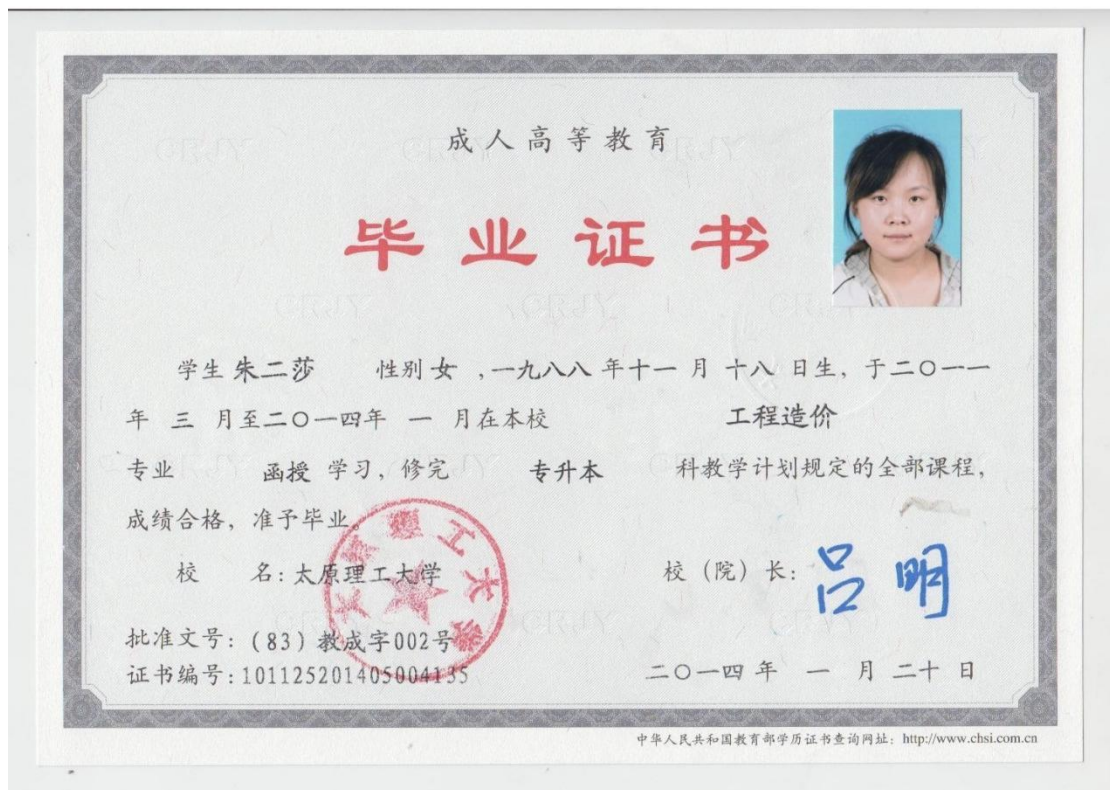 成人高等教育
毕业证书
学生 朱二莎 性别 女 ,一九八八 年 十一 月 十八 日生, 于二〇一一
年 三 月至二〇一四年 一 月在本校 工程造价
专业 函授 学习, 修完 专升本 科教学计划规定的全部课程,
成绩合格, 准予毕业。
太原理工大学
校 名: 太原理工大学 校（院）长: 吕明
批准文号: (83) 教成字002号
证书编号: 101125201405004135 二〇一四 年 一 月 二十 日
中华人民共和国教育部学历证书查询网址: http://www.chsi.com.cn